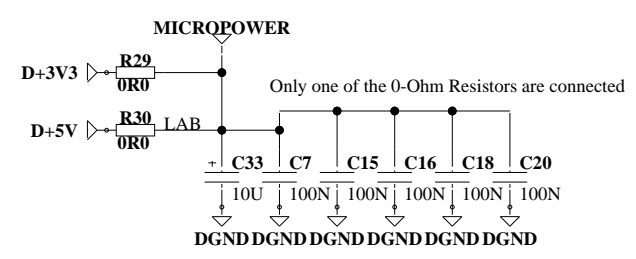 MICROPOWER
R29
D+3V3
0R0
Only one of the 0-Ohm Resistors are connected
R30
D+5V
LAB
0R0
+ C33 C7 C15 C16 C18 C20
10U 100N 100N 100N 100N 100N
DGND DGND DGND DGND DGND DGND